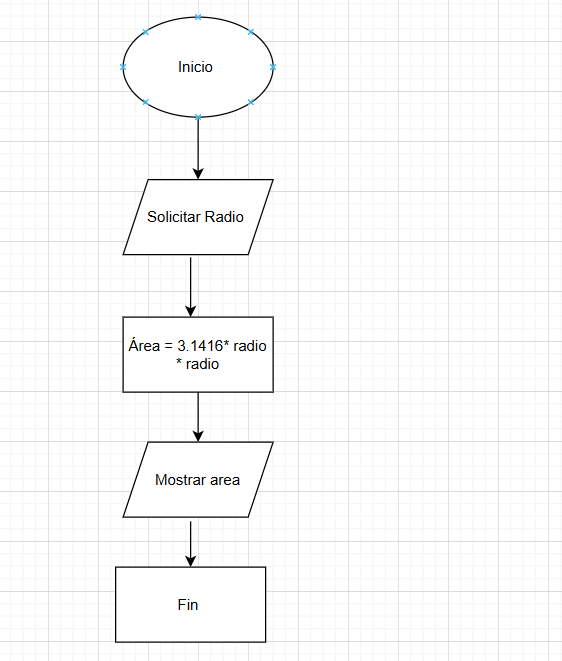 Inicio
Solicitar Radio
Área = 3.1416* radio
* radio
Mostrar area
Fin